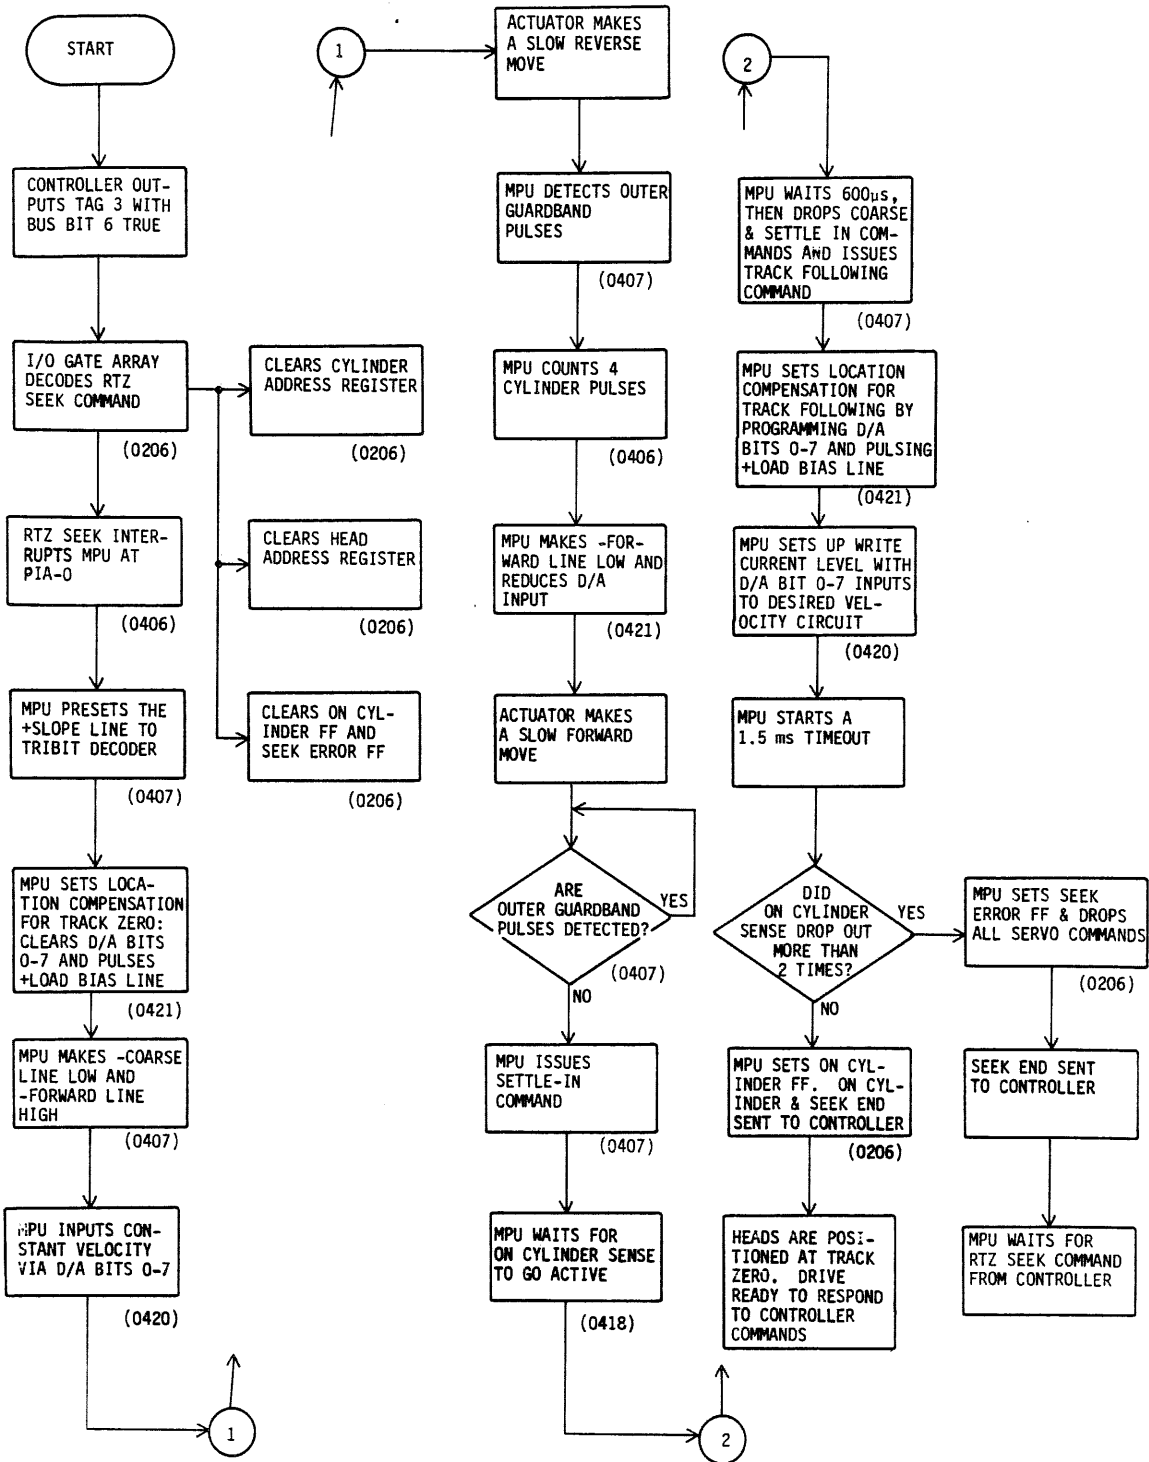 START
CONTROLLER OUT-
PUTS TAG 3 WITH
BUS BIT 6 TRUE
I/O GATE ARRAY
DECODES RTZ
SEEK COMMAND
(0206)
CLEARS CYLINDER
ADDRESS REGISTER
(0206)
CLEARS HEAD
ADDRESS REGISTER
(0206)
CLEARS ON CYL-
INDER FF AND
SEEK ERROR FF
(0206)
RTZ SEEK INTER-
RUPTS MPU AT
PIA-0
(0406)
MPU PRESETS THE
+SLOPE LINE TO
TRIBIT DECODER
(0407)
MPU SETS LOCA-
TION COMPENSATION
FOR TRACK ZERO:
CLEARS D/A BITS
0-7 AND PULSES
+LOAD BIAS LINE
(0421)
MPU MAKES -COARSE
LINE LOW AND
-FORWARD LINE
HIGH
(0407)
MPU INPUTS CON-
STANT VELOCITY
VIA D/A BITS 0-7
(0420)
1
1
ACTUATOR MAKES
A SLOW REVERSE
MOVE
MPU DETECTS OUTER
GUARDBAND
PULSES
(0407)
MPU COUNTS 4
CYLINDER PULSES
(0406)
MPU MAKES -FOR-
WARD LINE LOW AND
REDUCES D/A
INPUT
(0421)
ACTUATOR MAKES
A SLOW FORWARD
MOVE
ARE
OUTER GUARDBAND
PULSES DETECTED?
YES
(0407)
NO
MPU ISSUES
SETTLE-IN
COMMAND
(0407)
MPU WAITS FOR
ON CYLINDER SENSE
TO GO ACTIVE
(0418)
2
2
MPU WAITS 600µs,
THEN DROPS COARSE
& SETTLE IN COM-
MANDS AND ISSUES
TRACK FOLLOWING
COMMAND
(0407)
MPU SETS LOCATION
COMPENSATION FOR
TRACK FOLLOWING BY
PROGRAMMING D/A
BITS 0-7 AND PULSING
+LOAD BIAS LINE
(0421)
MPU SETS UP WRITE
CURRENT LEVEL WITH
D/A BIT 0-7 INPUTS
TO DESIRED VEL-
OCITY CIRCUIT
(0420)
MPU STARTS A
1.5 ms TIMEOUT
DID
ON CYLINDER
SENSE DROP OUT
MORE THAN
2 TIMES?
YES
NO
MPU SETS ON CYL-
INDER FF. ON CYL-
INDER & SEEK END
SENT TO CONTROLLER
(0206)
HEADS ARE POSI-
TIONED AT TRACK
ZERO. DRIVE
READY TO RESPOND
TO CONTROLLER
COMMANDS
MPU SETS SEEK
ERROR FF & DROPS
ALL SERVO COMMANDS
(0206)
SEEK END SENT
TO CONTROLLER
MPU WAITS FOR
RTZ SEEK COMMAND
FROM CONTROLLER